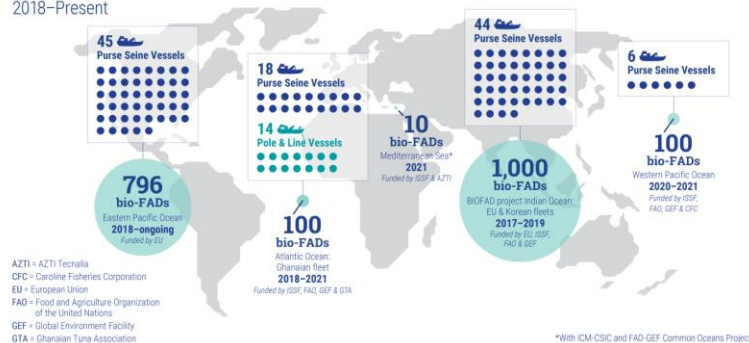 2018–Present
45
Purse Seine Vessels
796
bio-FADs
Eastern Pacific Ocean
2018–ongoing
Funded by EU
18
Purse Seine Vessels
14
Pole & Line Vessels
100
bio-FADs
Atlantic Ocean:
Ghanaian fleet
2018–2021
Funded by ISSF, FAO, GEF & GTA
10
bio-FADs
Mediterranean Sea*
2021
Funded by ISSF & AZTI
44
Purse Seine Vessels
1,000
bio-FADs
BIOFAD project Indian Ocean:
EU & Korean fleets
2017–2019
Funded by EU, ISSF,
FAO & GEF
6
Purse Seine Vessels
100
bio-FADs
Western Pacific Ocean
2020–2021
Funded by ISSF,
FAO, GEF & CFC
AZTI = AZTI Tecnalia
CFC = Caroline Fisheries Corporation
EU = European Union
FAO = Food and Agriculture Organization
of the United Nations
GEF = Global Environment Facility
GTA = Ghanaian Tuna Association
*With ICM-CSIC and FAO-GEF Common Oceans Project